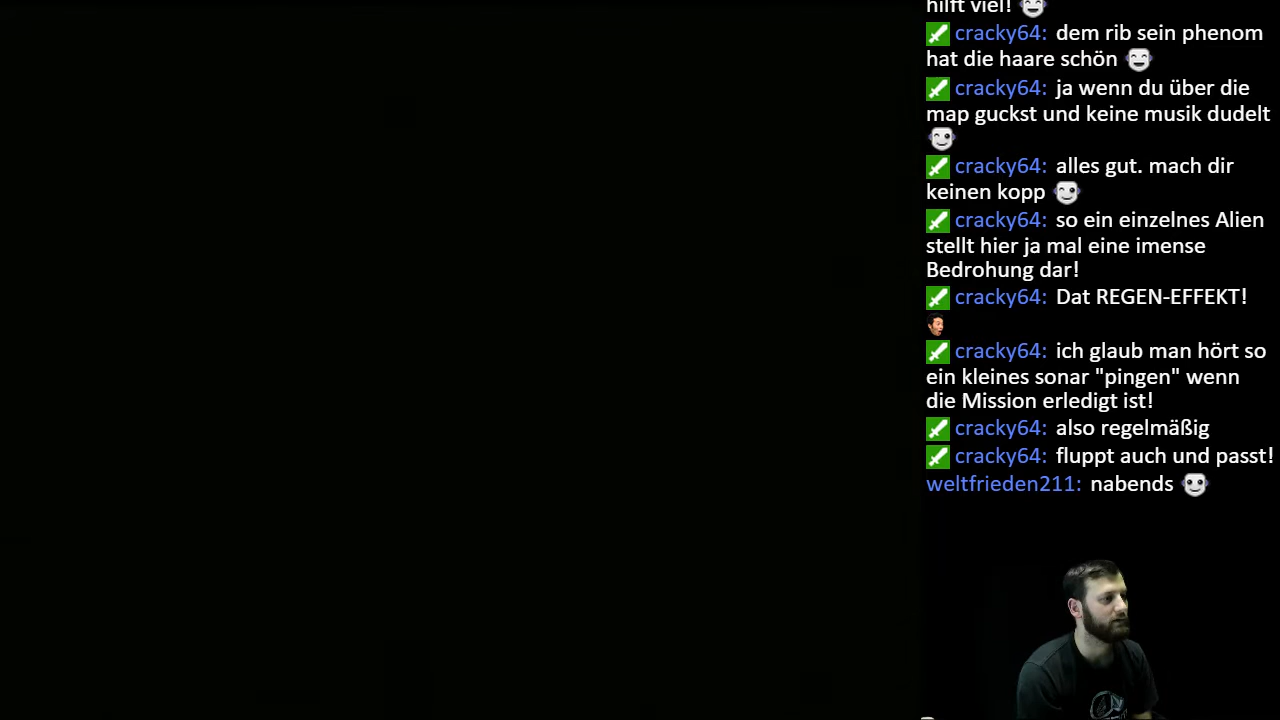 hilft viel!
cracky64: dem rib sein phenom
hat die haare schön
cracky64: ja wenn du über die
map guckst und keine musik dudelt
cracky64: alles gut. mach dir
keinen kopp
cracky64: so ein einzelnes Alien
stellt hier ja mal eine imense
Bedrohung dar!
cracky64: Dat REGEN-EFFEKT!
cracky64: ich glaub man hört so
ein kleines sonar "pingen" wenn
die Mission erledigt ist!
cracky64: also regelmäßig
cracky64: fluppt auch und passt!
weltfrieden211: nabends